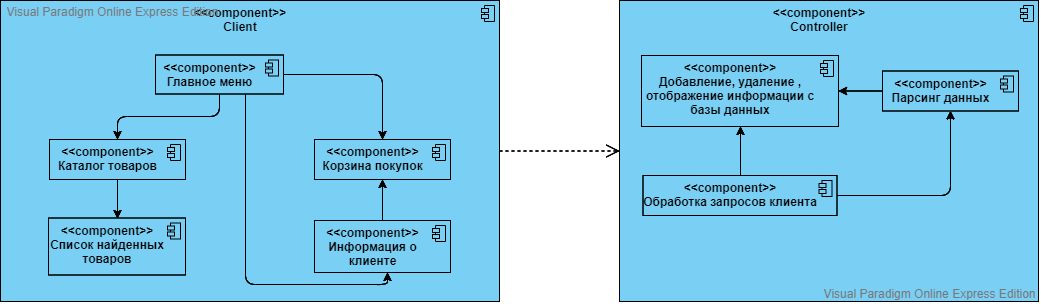 Visual Paradigm Online Express Edition
<<component>>
Client
<<component>>
Главное меню
<<component>>
Каталог товаров
<<component>>
Корзина покупок
<<component>>
Список найденных
товаров
<<component>>
Информация о
клиенте
<<component>>
Controller
<<component>>
Добавление, удаление ,
отображение информации с
базы данных
<<component>>
Парсинг данных
<<component>>
Обработка запросов клиента
Visual Paradigm Online Express Edition